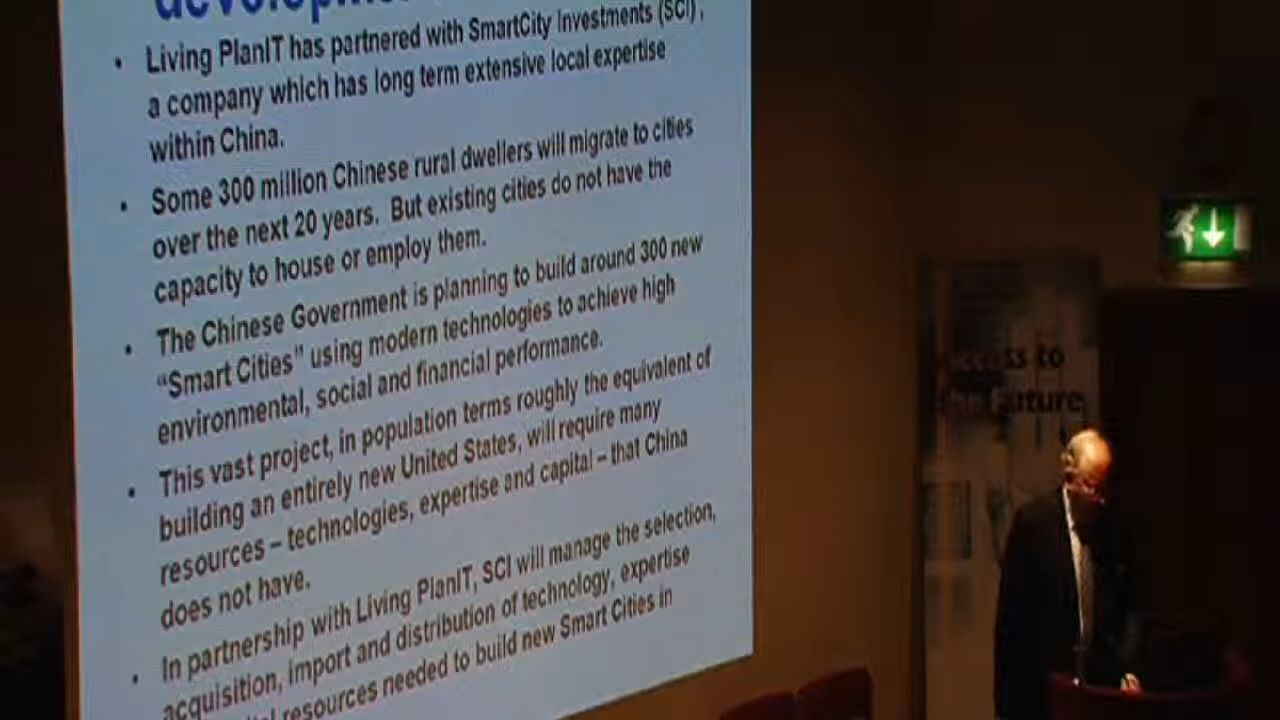 • Living PlanIT has partnered with SmartCity Investments (SCI),
a company which has long term extensive local expertise
within China.
• Some 300 million Chinese rural dwellers will migrate to cities
over the next 20 years. But existing cities do not have the
capacity to house or employ them.
• The Chinese Government is planning to build around 300 new
“Smart Cities” using modern technologies to achieve high
environmental, social and financial performance.
• This vast project, in population terms roughly the equivalent of
building an entirely new United States, will require many
resources – technologies, expertise and capital – that China
does not have.
• In partnership with Living PlanIT, SCI will manage the selection,
acquisition, import and distribution of technology, expertise
resources needed to build new Smart Cities in
to
Future